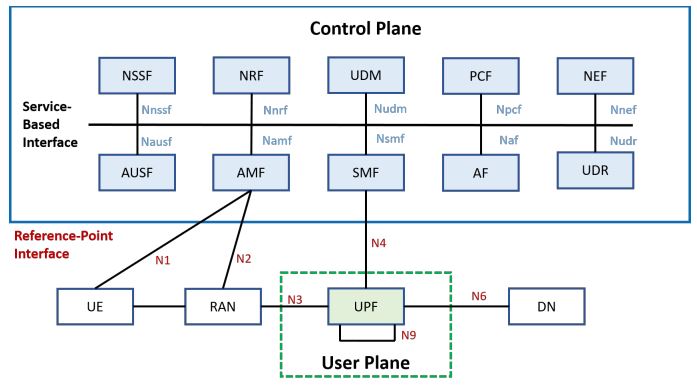 Control Plane
NSSF NRF UDM PCF NEF
Service-
Based
Interface
Nnssf Nnrf Nudm Npcf Nnef
Nausf Namf Nsmf Naf Nudr
AUSF AMF SMF AF UDR
Reference-Point
Interface
N1 N2 N4
UE RAN N3 UPF N6 DN
N9
User Plane